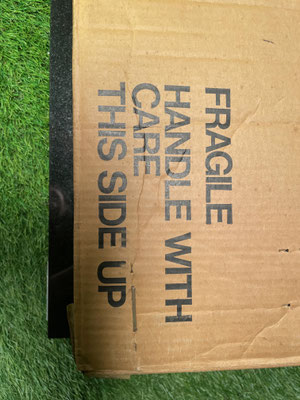 FRAGILE
HANDLE WITH
CARE
THIS SIDE UP